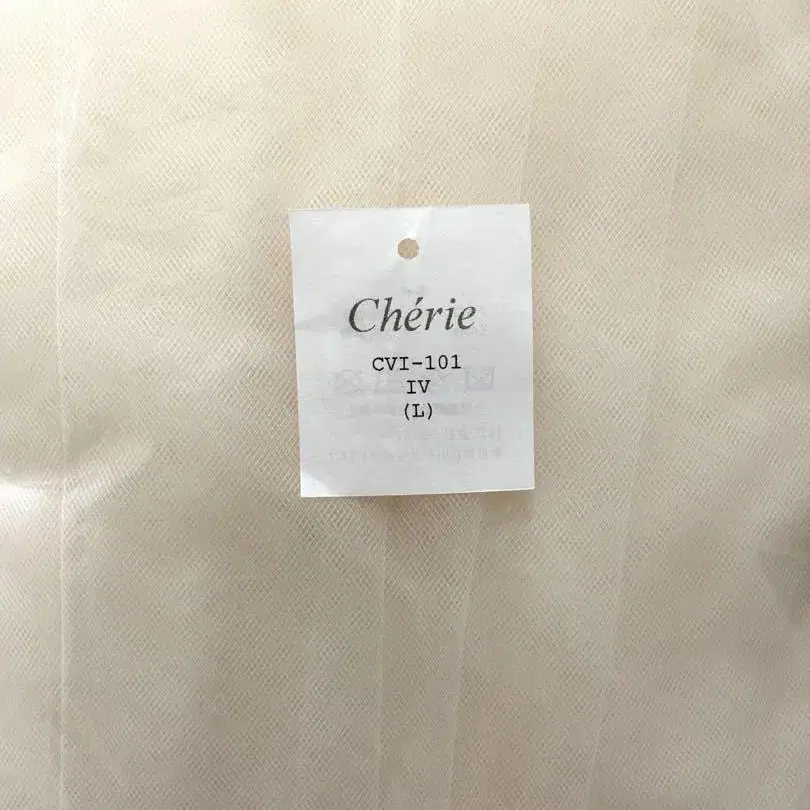 Chérie
CVI-101
IV
(L)